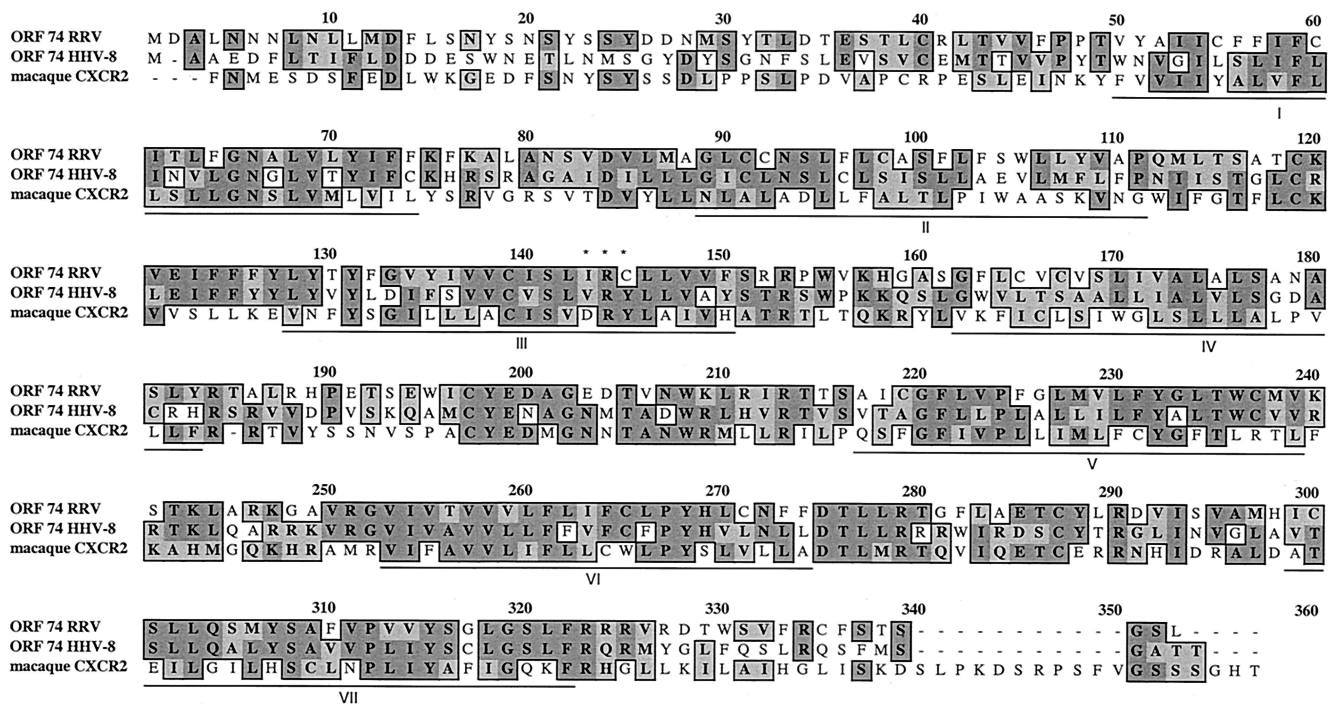 10 20 30 40 50 60
ORF 74 RRV M D A L N N N L N L L M D F L S N Y S N S Y S S Y D D N M S Y T L D T E S T L C R L T V V F P P T V Y A I I C F F I F C
ORF 74 HHV-8 M - A A E D F L T I F L D D D E S W N E T L N M S G Y D Y S G N F S L E V S V C E M T T V V P Y T W N V G I L S L I F L
macaque CXCR2 - - - F N M E S D S F E D L W K G E D F S N Y S Y S S D L P P S L P D V A P C R P E S L E I N K Y F V V I I Y A L V F L
I
70 80 90 100 110 120
ORF 74 RRV I T L F G N A L V L Y I F F K F K A L A N S V D V L M A G L C C N S L F L C A S F L F S W L L Y V A P Q M L T S A T C K
ORF 74 HHV-8 I N V L G N G L V T Y I F C K H R S R A G A I D I L L L G I C L N S L C L S I S L L A E V L M F L F P N I I S T G L C R
macaque CXCR2 L S L L G N S L V M L V I L Y S R V G R S V T D V Y L L N L A L A D L L F A L T L P I W A A S K V N G W I F G T F L C K
II
130 140 * * * 150 160 170 180
ORF 74 RRV V E I F F F Y L Y T Y F G V Y I V V C I S L I R C L L V V F S R R P W V K H G A S G F L C V C V S L I V A L A L S A N A
ORF 74 HHV-8 L E I F F Y Y L Y V Y L D I F S V V C V S L V R Y L L V A Y S T R S W P K K Q S L G W V L T S A A L L I A L V L S G D A
macaque CXCR2 V V S L L K E V N F Y S G I L L L A C I S V D R Y L A I V H A T R T L T Q K R Y L V K F I C L S I W G L S L L L A L P V
III IV
190 200 210 220 230 240
ORF 74 RRV S L Y R T A L R H P E T S E W I C Y E D A G E D T V N W K L R I R T T S A I C G F L V P F G L M V L F Y G L T W C M V K
ORF 74 HHV-8 C R H R S R V V D P V S K Q A M C Y E N A G N M T A D W R L H V R T V S V T A G F L L P L A L L I L F Y A L T W C V V R
macaque CXCR2 L L F R - R T V Y S S N V S P A C Y E D M G N N T A N W R M L L R I L P Q S F G F I V P L L I M L F C Y G F T L R T L F
V
250 260 270 280 290 300
ORF 74 RRV S T K L A R K G A V R G V I V T V V V L F L I F C L P Y H L C N F F D T L L R T G F L A E T C Y L R D V I S V A M H I C
ORF 74 HHV-8 R T K L Q A R R K V R G V I V A V V L L F F V F C F P Y H V L N L L D T L L R R R W I R D S C Y T R G L I N V G L A V T
macaque CXCR2 K A H M G Q K H R A M R V I F A V V L I F L L C W L P Y S L V L L A D T L M R T Q V I Q E T C E R R N H I D R A L D A T
VI
310 320 330 340 350 360
ORF 74 RRV S L L Q S M Y S A F V P V V Y S G L G S L F R R R V R D T W S V F R C F S T S - - - - - - - - - - - G S L - - - -
ORF 74 HHV-8 S L L Q A L Y S A V V P L I Y S C L G S L F R Q R M Y G L F Q S L R Q S F M S - - - - - - - - - - - G A T T - - -
macaque CXCR2 E I L G I L H S C L N P L I Y A F I G Q K F R H G L L K I L A I H G L I S K D S L P K D S R P S F V G S S S G H T
VII